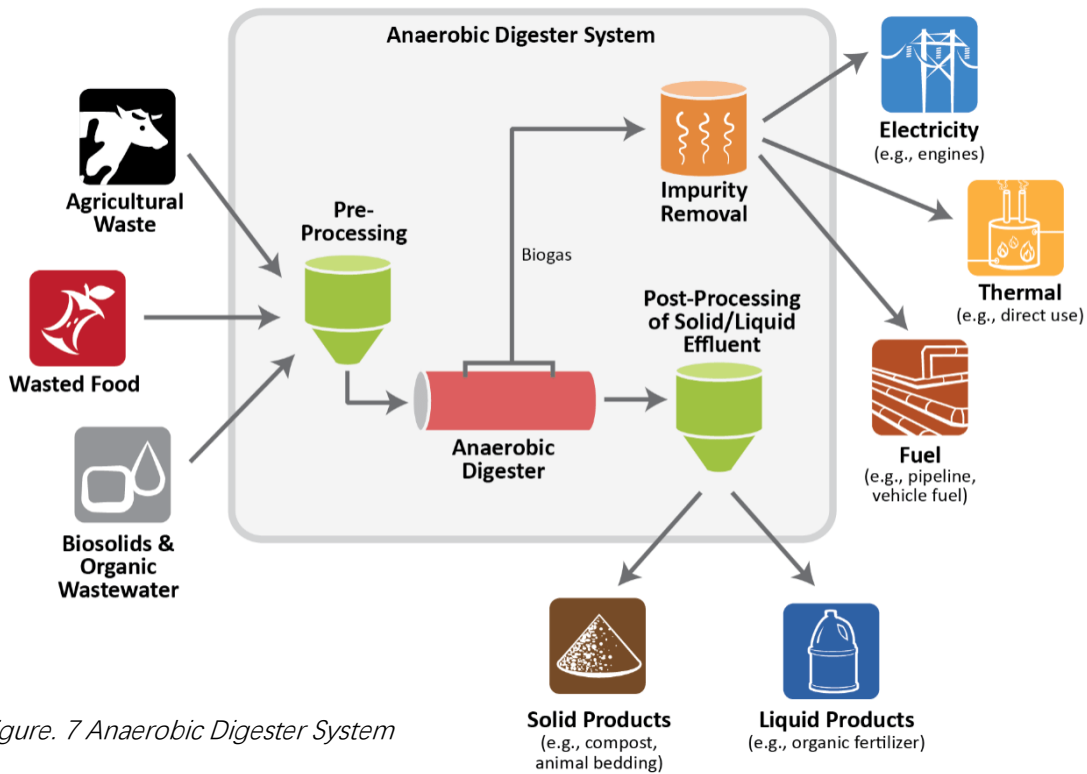 Anaerobic Digester System
Agricultural
Waste
Wasted Food
Biosolids &
Organic
Wastewater
Pre-
Processing
Anaerobic
Digester
Biogas
Impurity
Removal
Post-Processing
of Solid/Liquid
Effluent
Electricity
(e.g., engines)
Thermal
(e.g., direct use)
Fuel
(e.g., pipeline,
vehicle fuel)
Solid Products
(e.g., compost,
animal bedding)
Liquid Products
(e.g., organic fertilizer)
igure. 7 Anaerobic Digester System